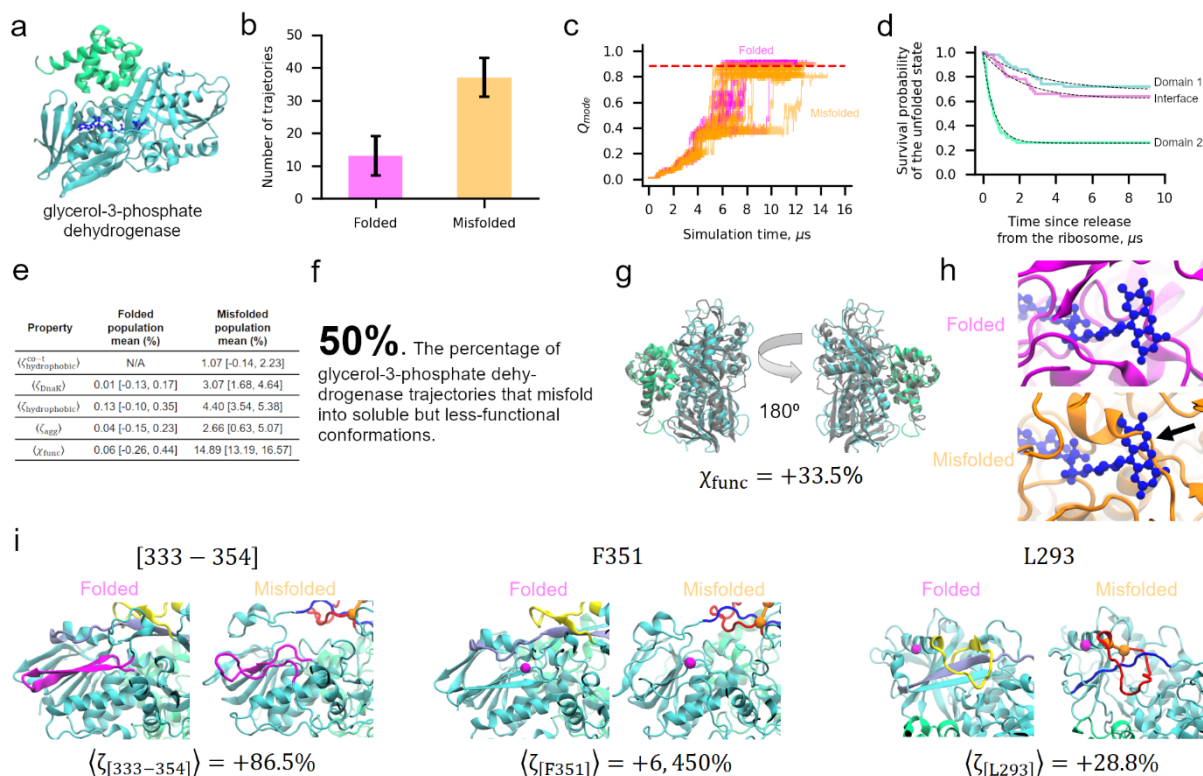 a
glycerol-3-phosphate
dehydrogenase
b
Number of trajectories
50
40
30
20
10
0
Folded
Misfolded
c
Folded
Misfolded
Q_mode
1.0
0.8
0.6
0.4
0.2
0.0
0 2 4 6 8 10 12 14 16
Simulation time, μs
d
Survival probability
of the unfolded state
1.0
0.8
0.6
0.4
0.2
0.0
Domain 1
Interface
Domain 2
0 2 4 6 8 10
Time since release
from the ribosome, μs
e
Property Folded population mean (%) Misfolded population mean (%)
⟨ζ^co−t_hydrophobic⟩ N/A 1.07 [-0.14, 2.23]
⟨ζ_DnaK⟩ 0.01 [-0.13, 0.17] 3.07 [1.68, 4.64]
⟨ζ_hydrophobic⟩ 0.13 [-0.10, 0.35] 4.40 [3.54, 5.38]
⟨ζ_agg⟩ 0.04 [-0.15, 0.23] 2.66 [0.63, 5.07]
⟨χ_func⟩ 0.06 [-0.26, 0.44] 14.89 [13.19, 16.57]
f
50%. The percentage of
glycerol-3-phosphate dehy-
drogenase trajectories that misfold
into soluble but less-functional
conformations.
g
180º
χ_func = +33.5%
h
Folded
Misfolded
i
[333 − 354]
Folded Misfolded
⟨ζ_[333−354]⟩ = +86.5%
F351
Folded Misfolded
⟨ζ_[F351]⟩ = +6,450%
L293
Folded Misfolded
⟨ζ_[L293]⟩ = +28.8%